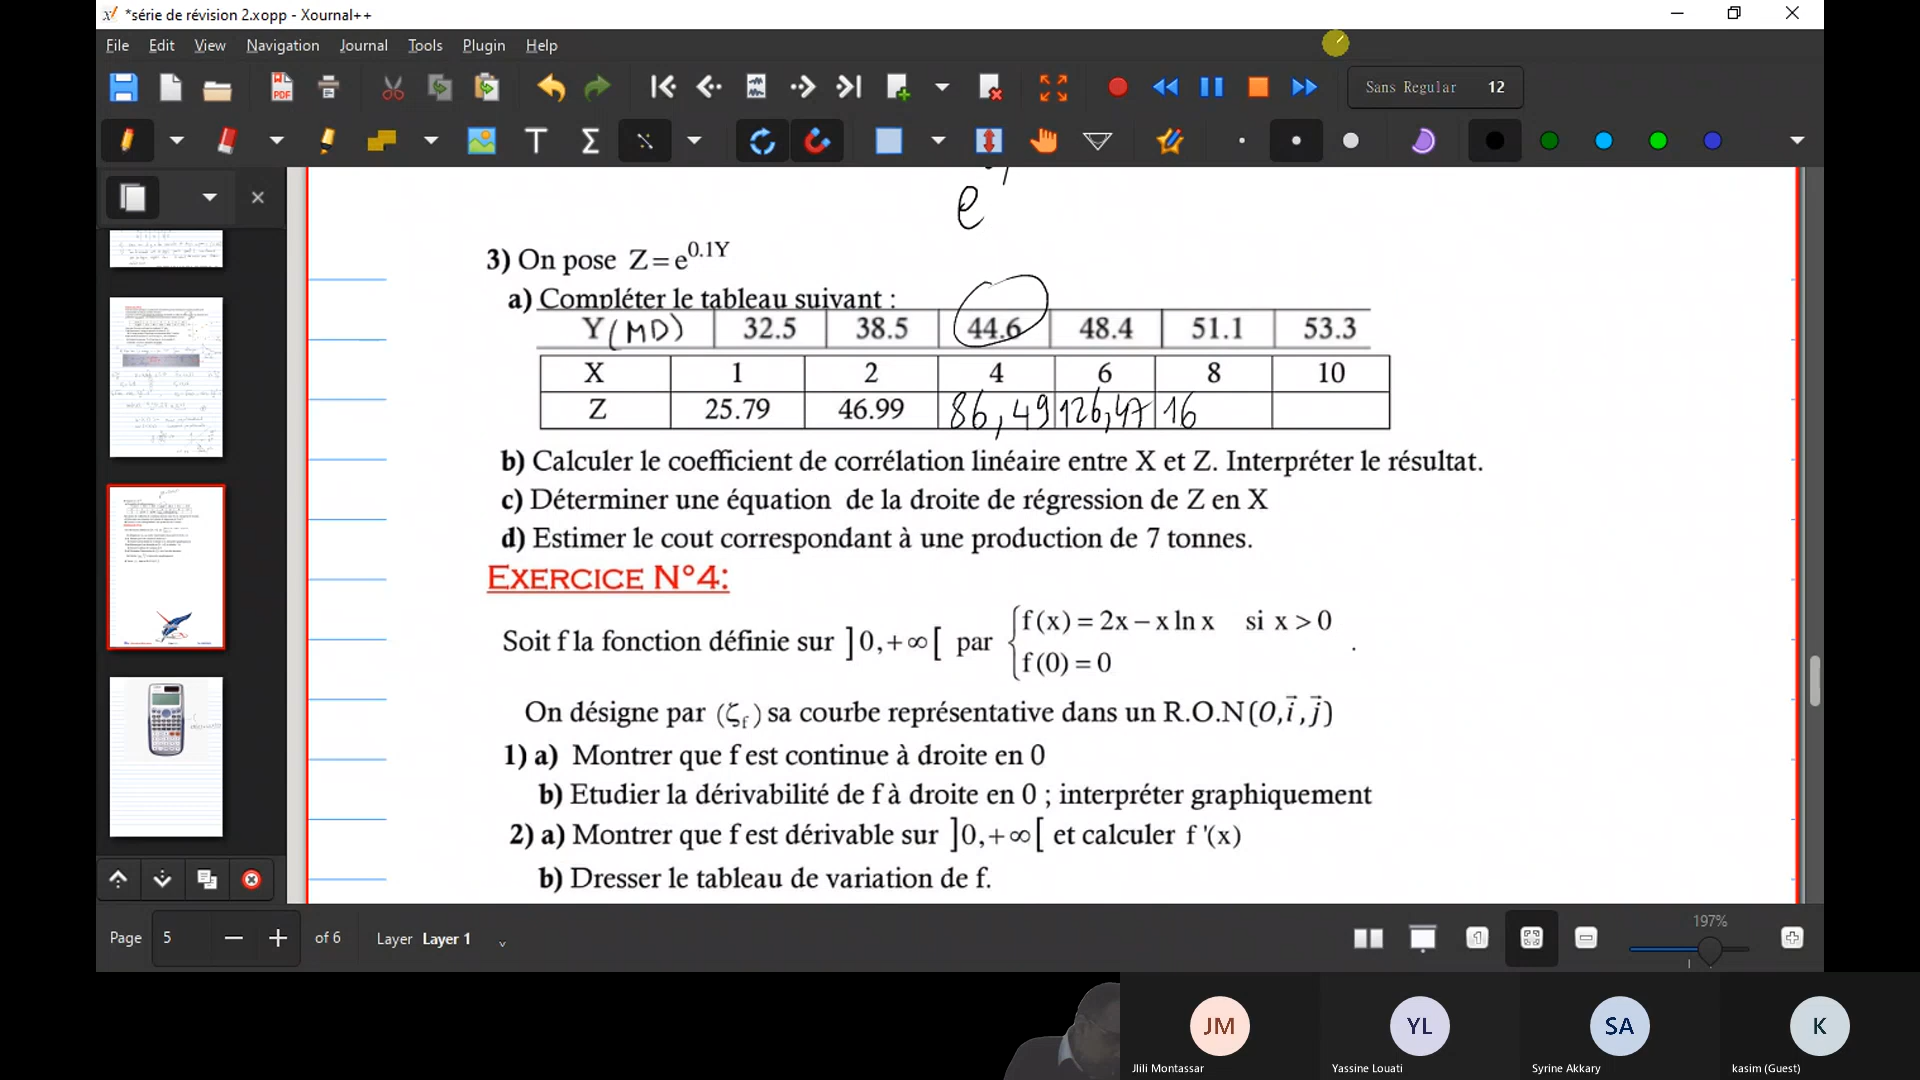 *série de révision 2.xopp - Xournal++
File Edit View Navigation Journal Tools Plugin Help
PDF
Sans Regular 12
T Σ
e
3) On pose Z=e^0.1Y
a) Compléter le tableau suivant :
Y (MD) 32.5 38.5 44.6 48.4 51.1 53.3
X 1 2 4 6 8 10
Z 25.79 46.99 86,49 126,47 16
b) Calculer le coefficient de corrélation linéaire entre X et Z. Interpréter le résultat.
c) Déterminer une équation de la droite de régression de Z en X
d) Estimer le cout correspondant à une production de 7 tonnes.
EXERCICE N°4:
Soit f la fonction définie sur ]0,+∞[ par { f(x) = 2x – x ln x si x > 0
f(0) = 0 .
On désigne par (ζf) sa courbe représentative dans un R.O.N(O,i⃗,j⃗)
1) a) Montrer que f est continue à droite en 0
b) Etudier la dérivabilité de f à droite en 0 ; interpréter graphiquement
2) a) Montrer que f est dérivable sur ]0,+∞[ et calculer f '(x)
b) Dresser le tableau de variation de f.
Page 5 of 6 Layer Layer 1
197%
JM YL SA K
Jlili Montassar Yassine Louati Syrine Akkary kasim (Guest)